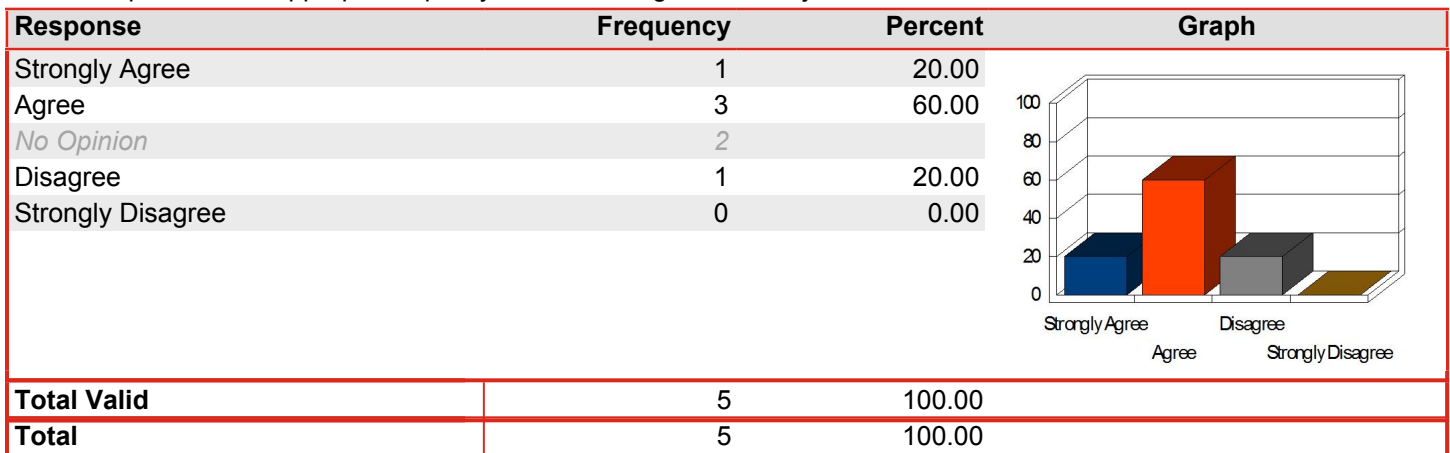 Response Frequency Percent Graph
Strongly Agree 1 20.00
Agree 3 60.00
No Opinion 2
Disagree 1 20.00
Strongly Disagree 0 0.00
100
80
60
40
20
0
Strongly Agree Disagree
Agree Strongly Disagree
Total Valid 5 100.00
Total 5 100.00